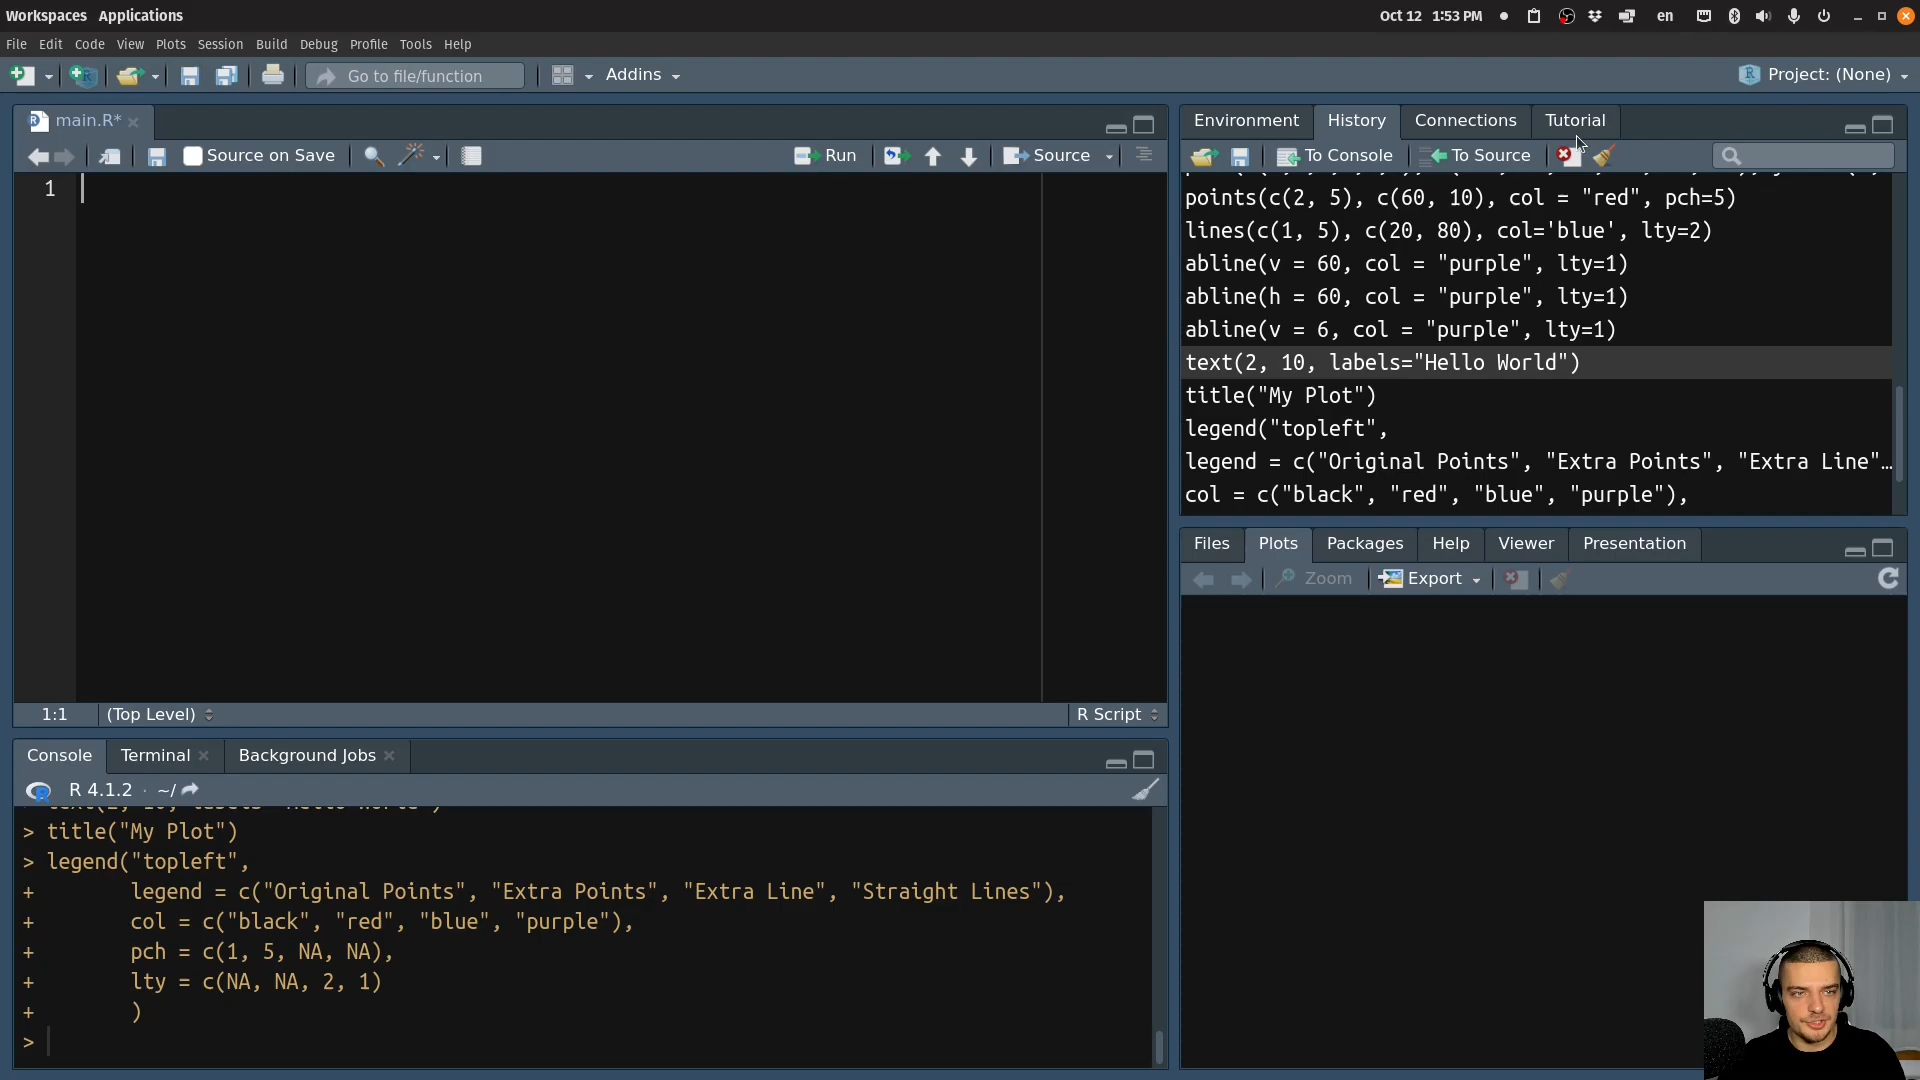 Workspaces Applications
Oct 12 1:53 PM
en
File Edit Code View Plots Session Build Debug Profile Tools Help
Go to file/function
Addins
Project: (None)
main.R*
Source on Save
Run
Source
1
1:1
(Top Level)
R Script
Console Terminal Background Jobs
R 4.1.2 · ~/
> title("My Plot")
> legend("topleft",
+ legend = c("Original Points", "Extra Points", "Extra Line", "Straight Lines"),
+ col = c("black", "red", "blue", "purple"),
+ pch = c(1, 5, NA, NA),
+ lty = c(NA, NA, 2, 1)
+ )
>
Environment History Connections Tutorial
To Console
To Source
points(c(2, 5), c(60, 10), col = "red", pch=5)
lines(c(1, 5), c(20, 80), col='blue', lty=2)
abline(v = 60, col = "purple", lty=1)
abline(h = 60, col = "purple", lty=1)
abline(v = 6, col = "purple", lty=1)
text(2, 10, labels="Hello World")
title("My Plot")
legend("topleft",
legend = c("Original Points", "Extra Points", "Extra Line"…
col = c("black", "red", "blue", "purple"),
Files Plots Packages Help Viewer Presentation
Zoom
Export